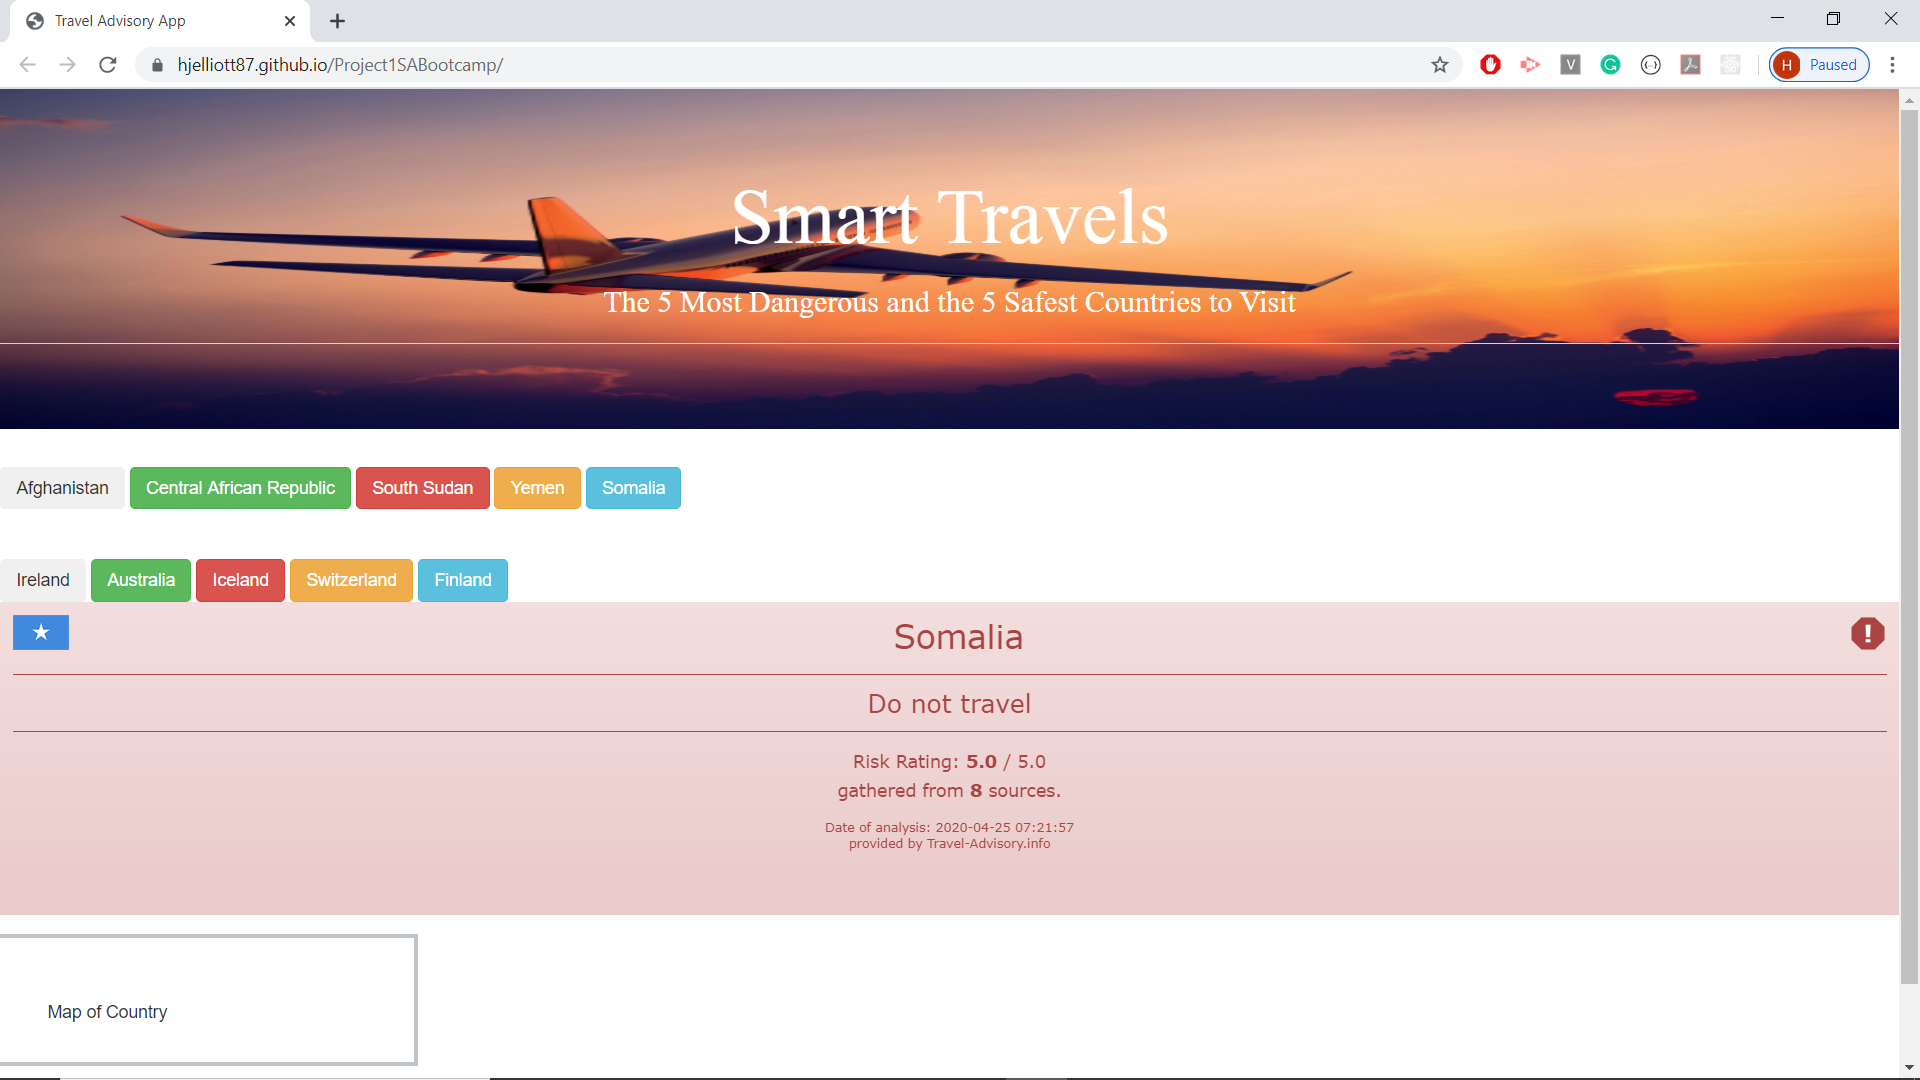 Travel Advisory App
hjelliott87.github.io/Project1SABootcamp/
V
H Paused
Smart Travels
The 5 Most Dangerous and the 5 Safest Countries to Visit
Afghanistan Central African Republic South Sudan Yemen Somalia
Ireland Australia Iceland Switzerland Finland
Somalia
Do not travel
Risk Rating: 5.0 / 5.0
gathered from 8 sources.
Date of analysis: 2020-04-25 07:21:57
provided by Travel-Advisory.info
Map of Country